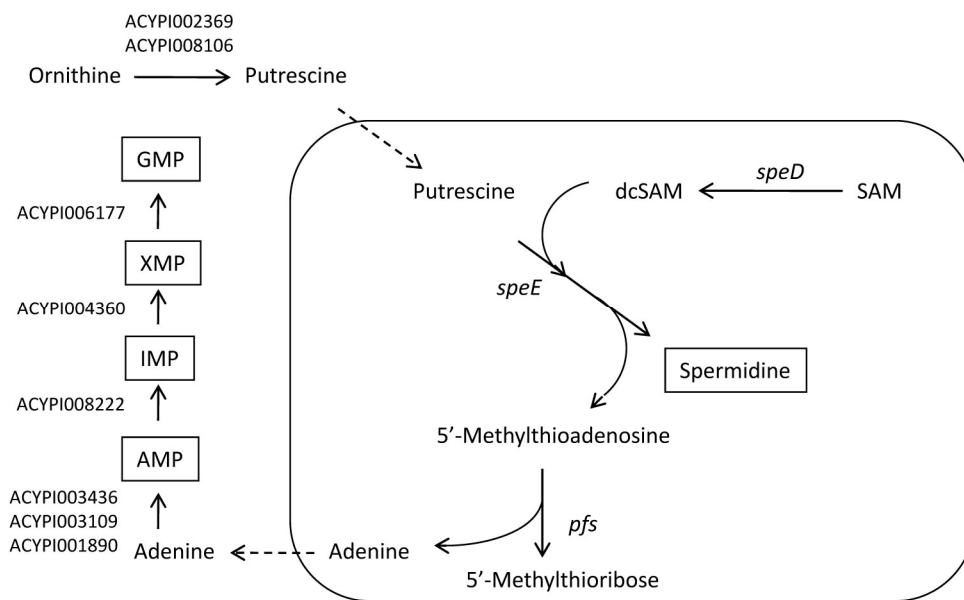 ACYPI002369
ACYPI008106
Ornithine
Putrescine
GMP
ACYPI006177
XMP
ACYPI004360
IMP
ACYPI008222
AMP
ACYPI003436
ACYPI003109
ACYPI001890
Adenine
Putrescine
dcSAM
speD
SAM
speE
Spermidine
5’-Methylthioadenosine
pfs
Adenine
5’-Methylthioribose